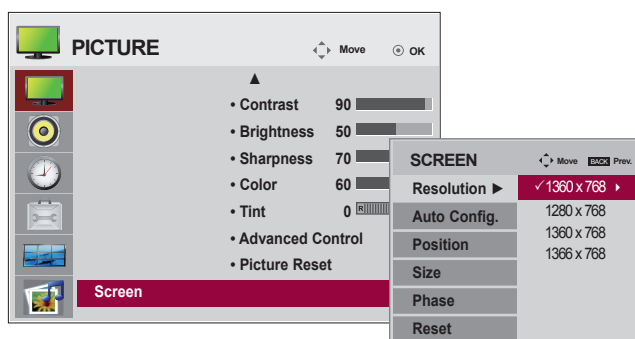 PICTURE
Move
OK
▲
• Contrast 90
• Brightness 50
• Sharpness 70
• Color 60
• Tint 0 R
• Advanced Control
• Picture Reset
Screen
SCREEN
Move BACK Prev.
Resolution ►
Auto Config.
Position
Size
Phase
Reset
✓1360 x 768 ►
1280 x 768
1360 x 768
1366 x 768